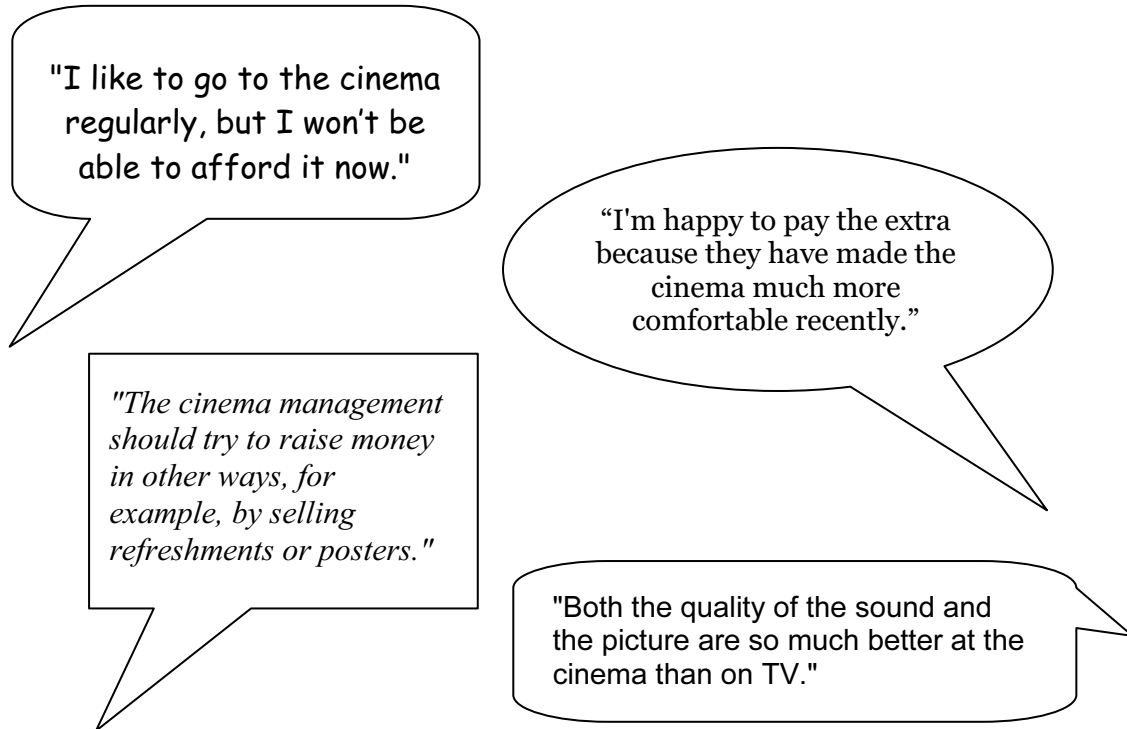 "I like to go to the cinema
regularly, but I won't be
able to afford it now."
“I'm happy to pay the extra
because they have made the
cinema much more
comfortable recently.”
"The cinema management
should try to raise money
in other ways, for
example, by selling
refreshments or posters."
"Both the quality of the sound and
the picture are so much better at the
cinema than on TV."